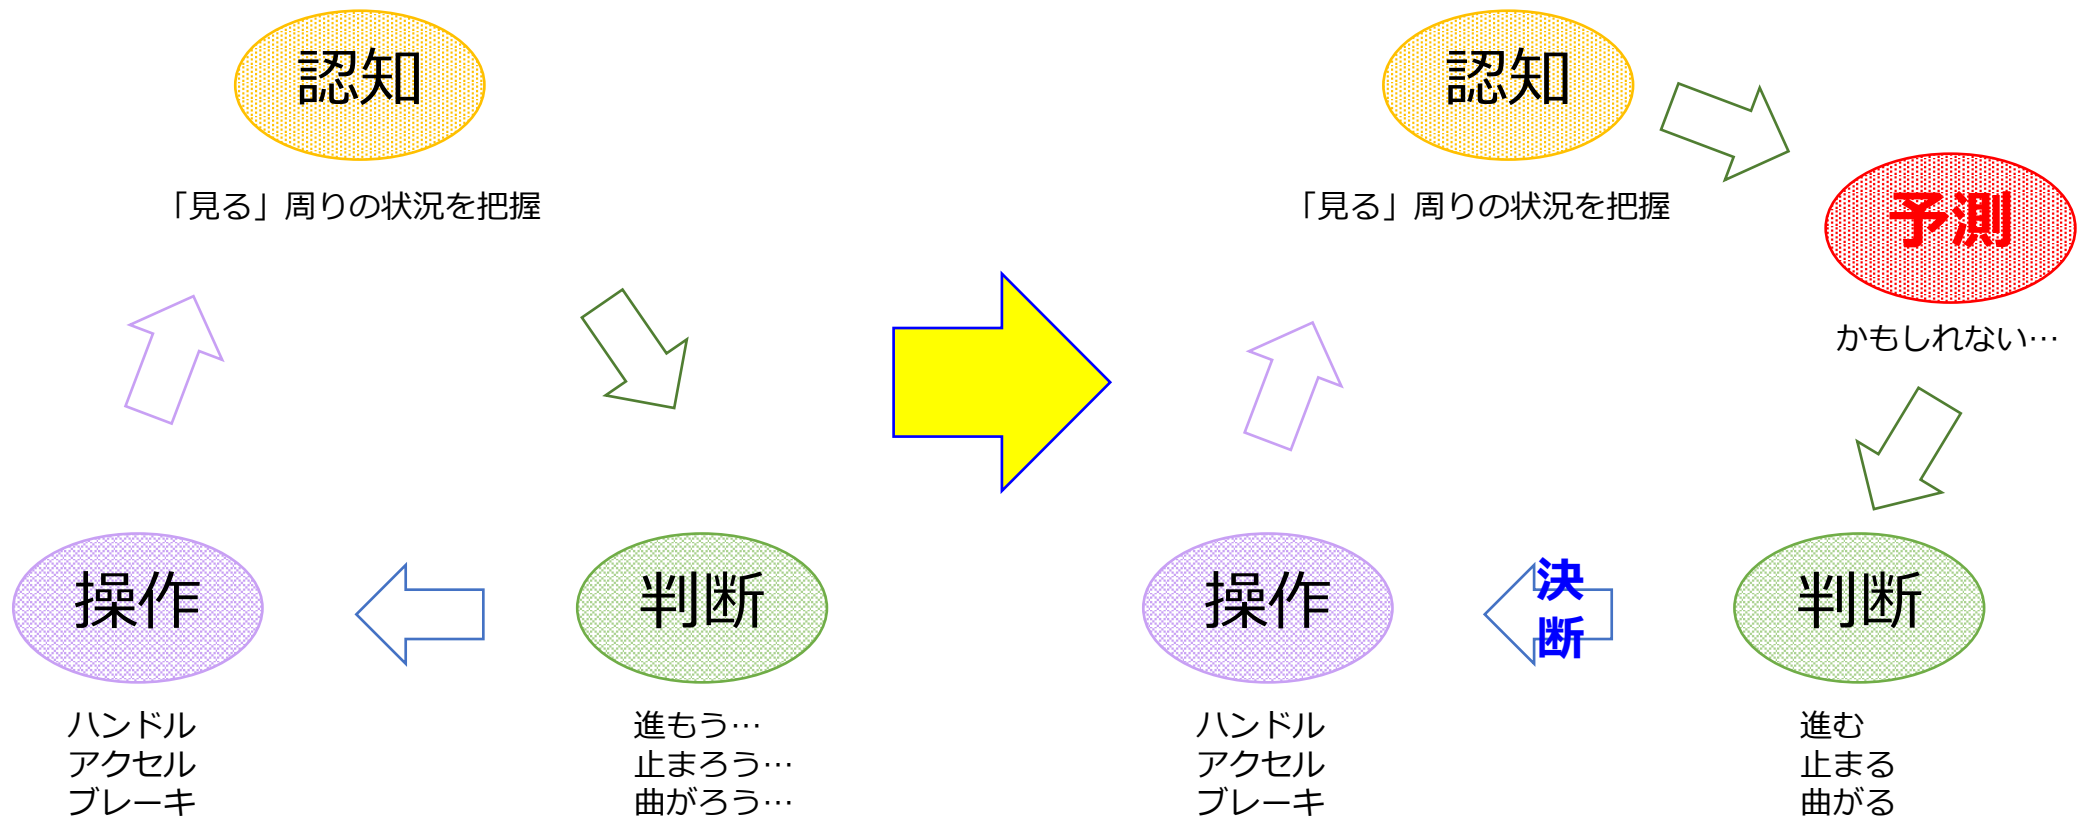 認知
「見る」周りの状況を把握
操作
ハンドル
アクセル
ブレーキ
判断
進もう…
止まろう…
曲がろう…
認知
「見る」周りの状況を把握
予測
かもしれない…
判断
進む
止まる
曲がる
決
断
操作
ハンドル
アクセル
ブレーキ